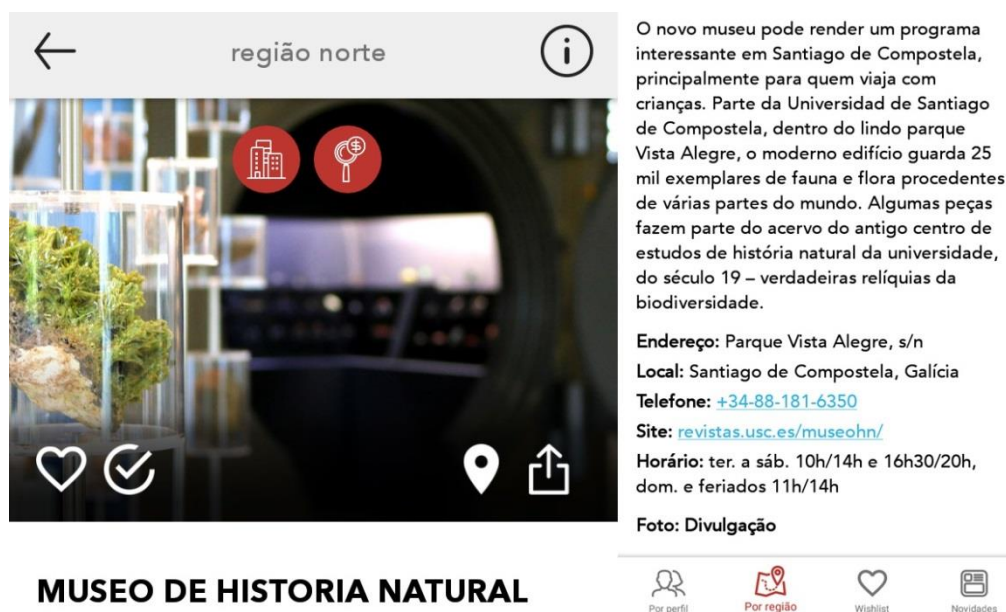 região norte
MUSEO DE HISTORIA NATURAL
O novo museu pode render um programa
interessante em Santiago de Compostela,
principalmente para quem viaja com
crianças. Parte da Universidad de Santiago
de Compostela, dentro do lindo parque
Vista Alegre, o moderno edifício guarda 25
mil exemplares de fauna e flora procedentes
de várias partes do mundo. Algumas peças
fazem parte do acervo do antigo centro de
estudos de história natural da universidade,
do século 19 – verdadeiras relíquias da
biodiversidade.
Endereço: Parque Vista Alegre, s/n
Local: Santiago de Compostela, Galícia
Telefone: +34-88-181-6350
Site: revistas.usc.es/museohn/
Horário: ter. a sáb. 10h/14h e 16h30/20h,
dom. e feriados 11h/14h
Foto: Divulgação
Por perfil Por região Wishlist Novidades